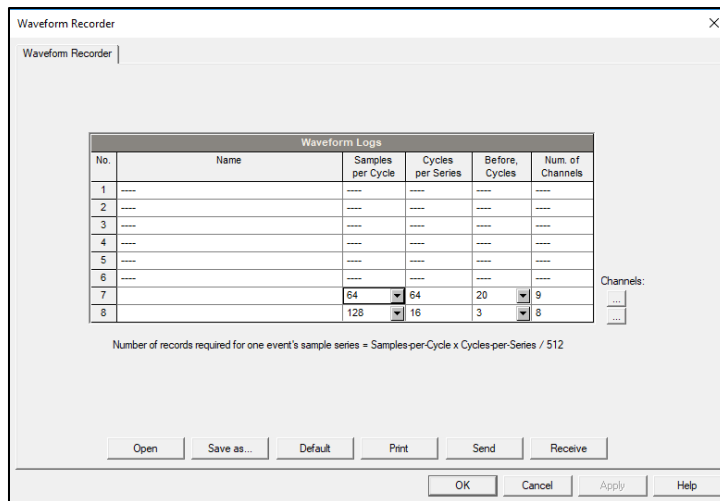 Waveform Recorder
Waveform Recorder
Waveform Logs
No. Name Samples per Cycle Cycles per Series Before, Cycles Num. of Channels
1 ---- ---- ---- ---- ----
2 ---- ---- ---- ---- ----
3 ---- ---- ---- ---- ----
4 ---- ---- ---- ---- ----
5 ---- ---- ---- ---- ----
6 ---- ---- ---- ---- ----
Channels:
7 64 64 20 9 ...
8 128 16 3 8 ...
Number of records required for one event's sample series = Samples-per-Cycle x Cycles-per-Series / 512
Open Save as... Default Print Send Receive
OK Cancel Apply Help